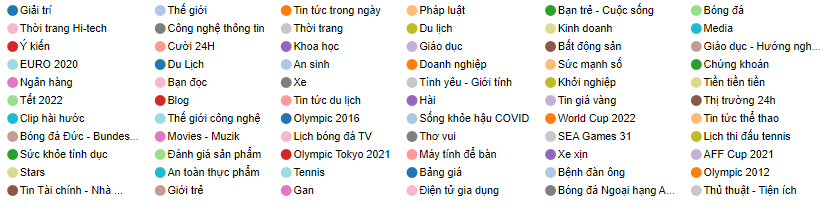 Giải trí Thế giới Tin tức trong ngày Pháp luật Bạn trẻ - Cuộc sống Bóng đá
Thời trang Hi-tech Công nghệ thông tin Thời trang Du lịch Kinh doanh Media
Ý kiến Cười 24H Khoa học Giáo dục Bất động sản Giáo dục - Hướng ngh...
EURO 2020 Du Lịch An sinh Doanh nghiệp Sức mạnh số Chứng khoán
Ngân hàng Bạn đọc Xe Tình yêu - Giới tính Khởi nghiệp Tiền tiền tiền
Tết 2022 Blog Tin tức du lịch Hài Tin giá vàng Thị trường 24h
Clip hài hước Thế giới công nghệ Olympic 2016 Sống khỏe hậu COVID World Cup 2022 Tin tức thể thao
Bóng đá Đức - Bundes... Movies - Muzik Lịch bóng đá TV Thơ vui SEA Games 31 Lịch thi đấu tennis
Sức khỏe tình dục Đánh giá sản phẩm Olympic Tokyo 2021 Máy tính để bàn Xe xịn AFF Cup 2021
Stars An toàn thực phẩm Tennis Bảng giá Bệnh đàn ông Olympic 2012
Tin Tài chính - Nhà ... Giới trẻ Gan Điện tử gia dụng Bóng đá Ngoại hạng A... Thủ thuật - Tiện ích